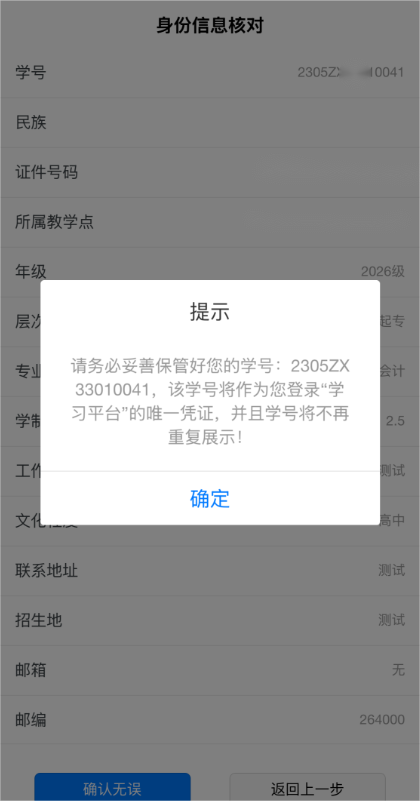 身份信息核对
学号
民族
证件号码
所属教学点
年级 2026级
提示
层次 起专
请务必妥善保管好您的学号：2305ZX
专业 会计
33010041，该学号将作为您登录“学
习平台”的唯一凭证，并且学号将不再
学制 2.5
重复展示！
测试
确定
高中
联系地址 测试
招生地 测试
邮箱 无
邮编 264000
确认无误 返回上一步